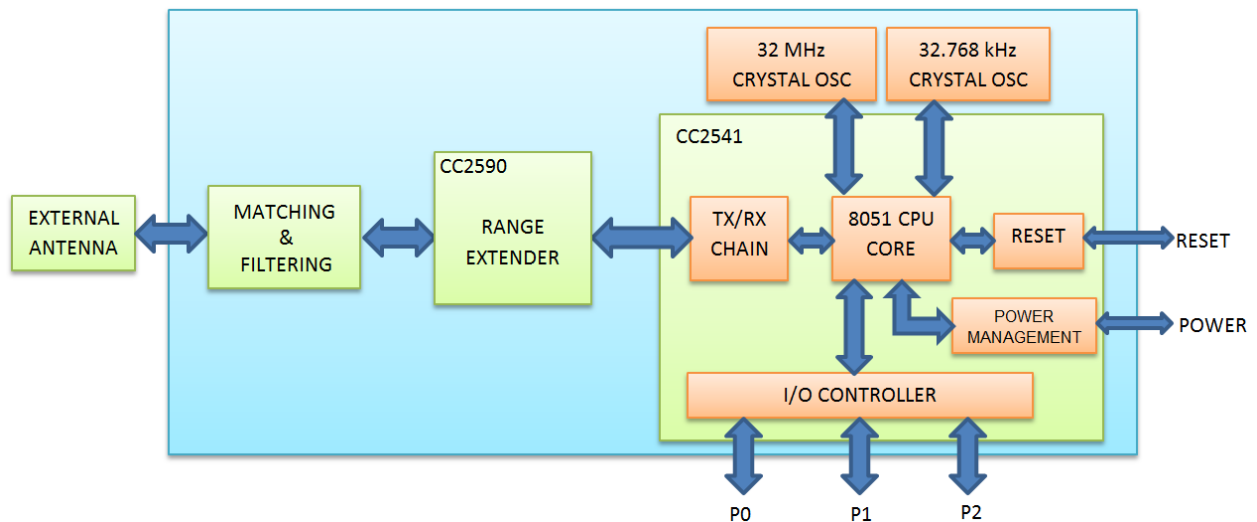 32 MHz
CRYSTAL OSC
32.768 kHz
CRYSTAL OSC
CC2541
CC2590
EXTERNAL
ANTENNA
MATCHING
&
FILTERING
RANGE
EXTENDER
TX/RX
CHAIN
8051 CPU
CORE
RESET
RESET
POWER
MANAGEMENT
POWER
I/O CONTROLLER
P0
P1
P2